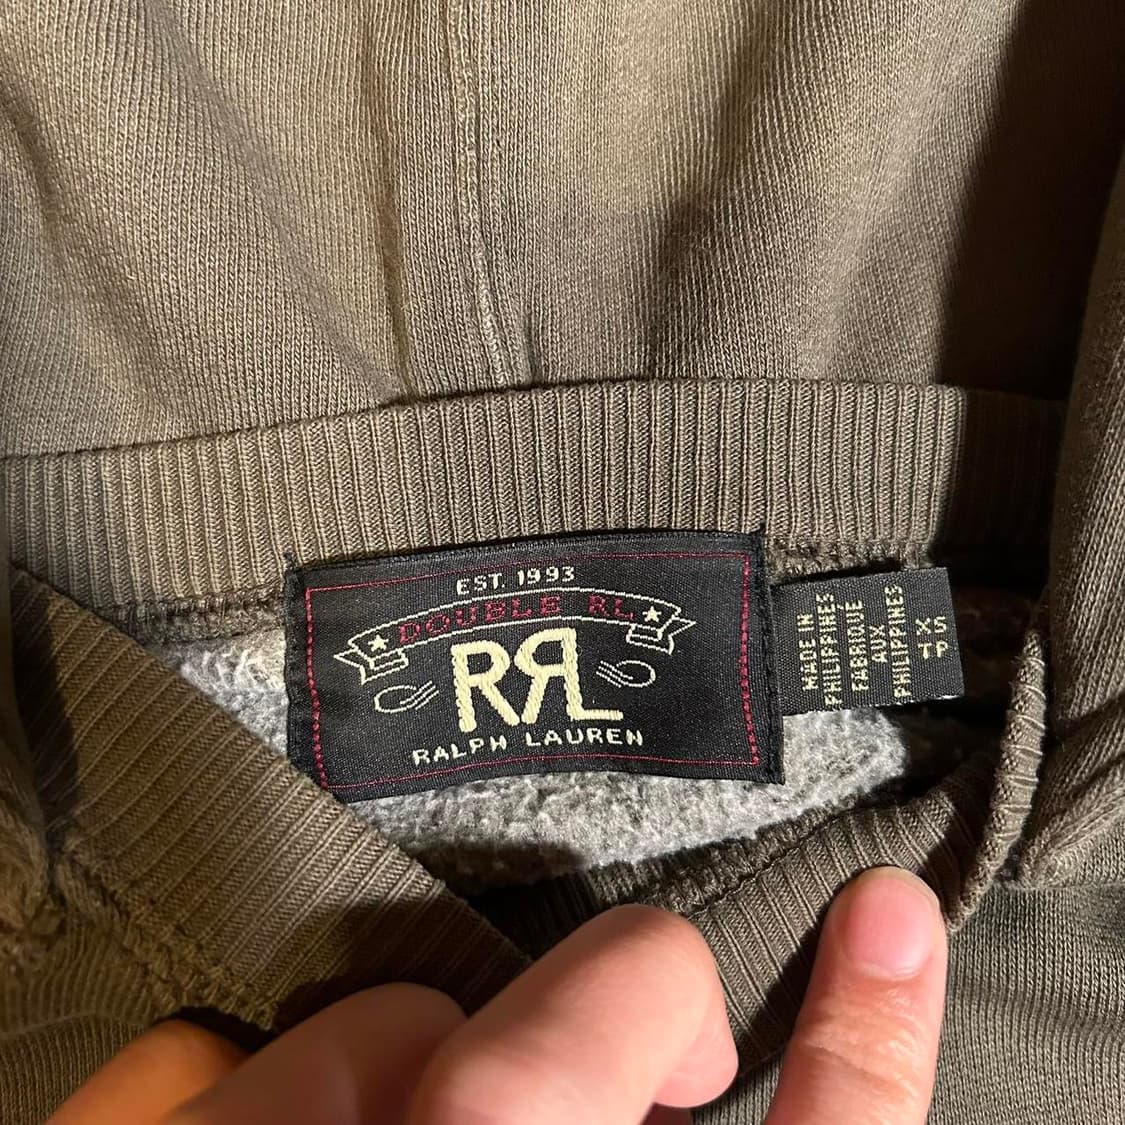 EST. 1993
DOUBLE RL
RRL
RALPH LAUREN
MADE IN
PHILIPPINES
FABRIQUE
AUX
PHILIPPINES
XS
TP